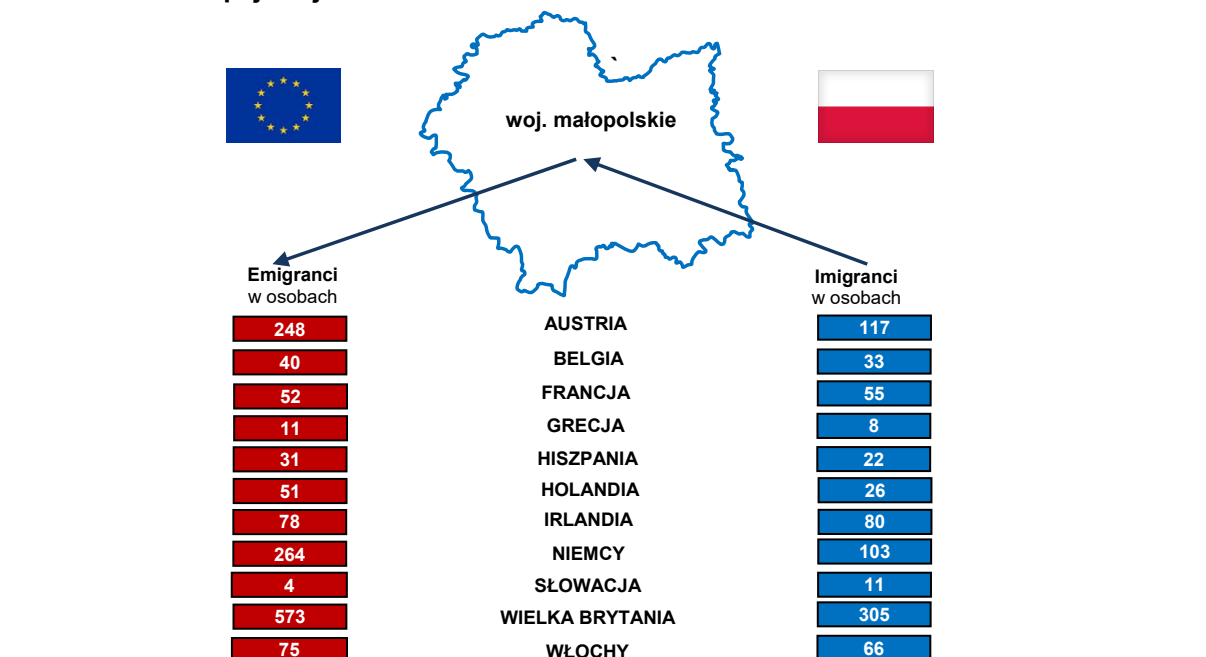 woj. małopolskie
Emigranci
w osobach
Imigranci
w osobach
248 AUSTRIA 117
40 BELGIA 33
52 FRANCJA 55
11 GRECJA 8
31 HISZPANIA 22
51 HOLANDIA 26
78 IRLANDIA 80
264 NIEMCY 103
4 SŁOWACJA 11
573 WIELKA BRYTANIA 305
75 WŁOCHY 66